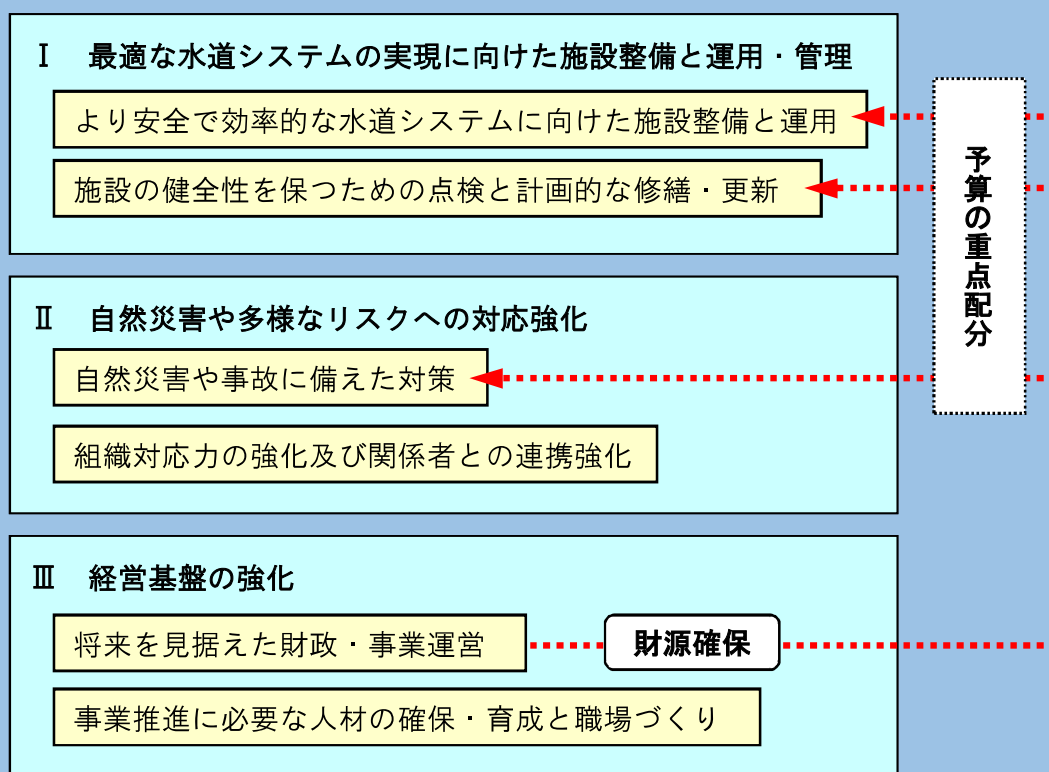 Ⅰ 最適な水道システムの実現に向けた施設整備と運用・管理
より安全で効率的な水道システムに向けた施設整備と運用
施設の健全性を保つための点検と計画的な修繕・更新
予算の重点配分
Ⅱ 自然災害や多様なリスクへの対応強化
自然災害や事故に備えた対策
組織対応力の強化及び関係者との連携強化
Ⅲ 経営基盤の強化
将来を見据えた財政・事業運営
財源確保
事業推進に必要な人材の確保・育成と職場づくり